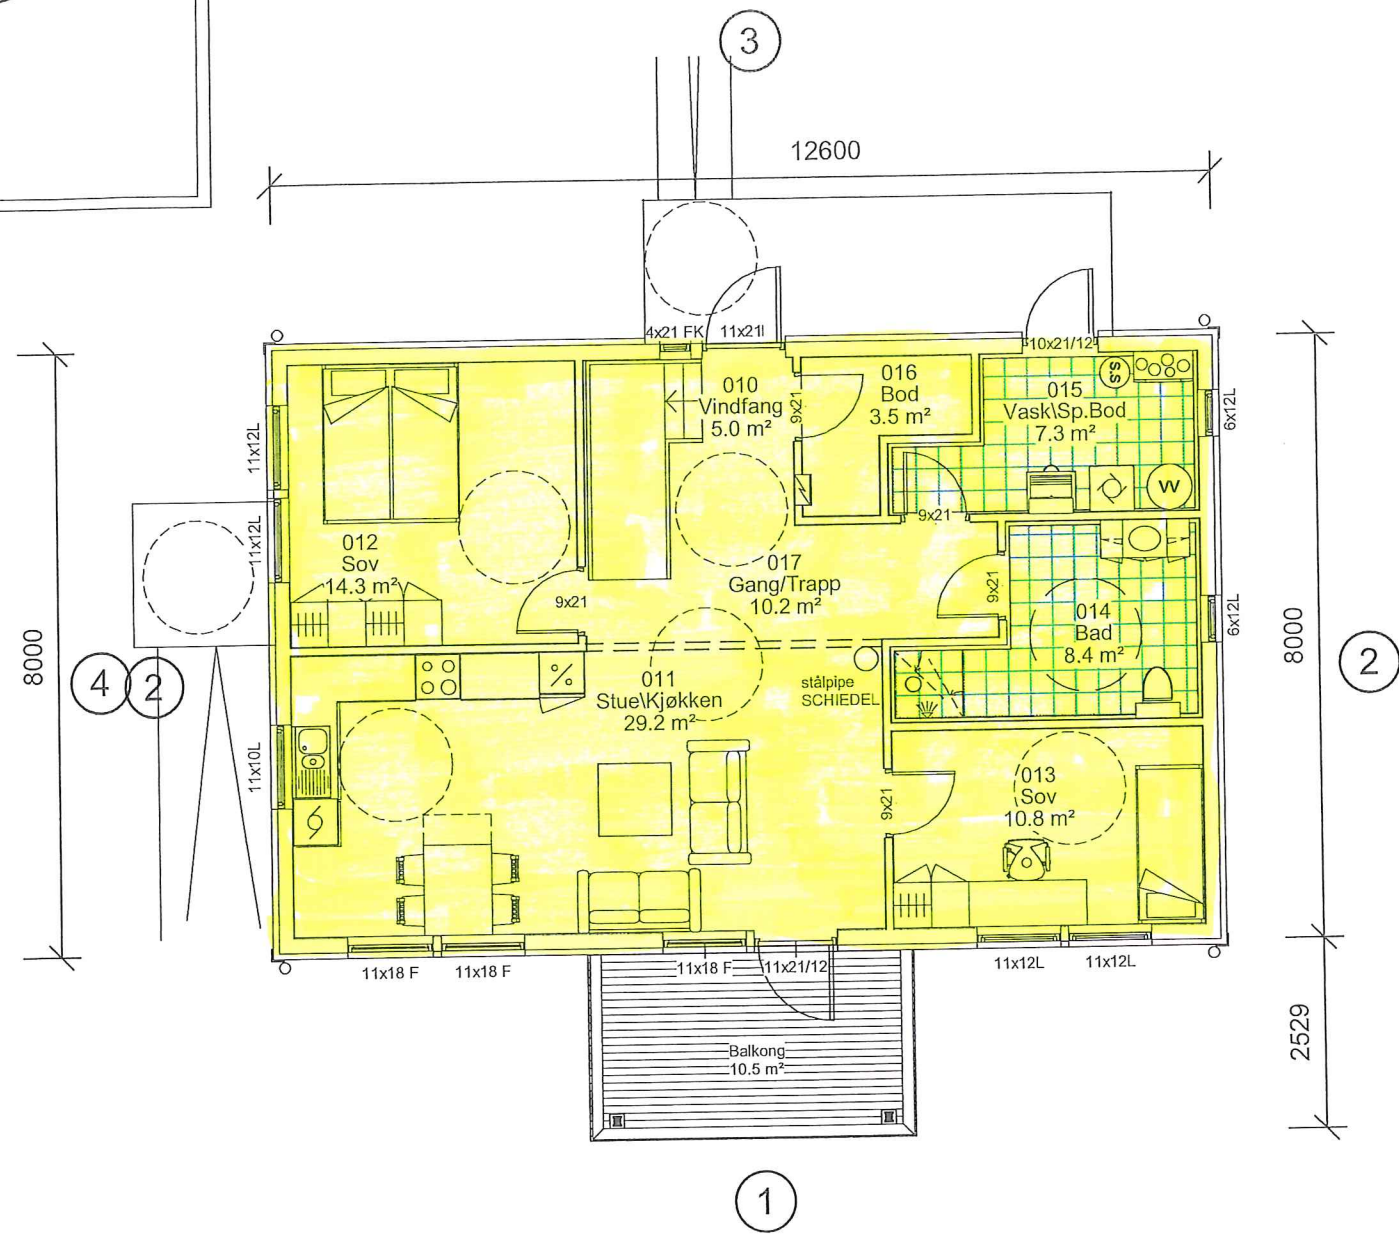 3
12600
4x21 FK
11x21l
10x21/12
010
Vindfang
5.0 m²
9x21
016
Bod
3.5 m²
015
Vask\Sp.Bod
7.3 m²
S.S
VV
6x12L
11x12L
11x12L
012
Sov
14.3 m²
9x21
017
Gang/Trapp
10.2 m²
9x21
9x21
014
Bad
8.4 m²
6x12L
8000
8000
4
2
2
011
Stue\Kjøkken
29.2 m²
stålpipe
SCHIEDEL
11x10L
9x21
013
Sov
10.8 m²
11x18 F
11x18 F
11x18 F
11x21/12
11x12L
11x12L
2529
Balkong
10.5 m²
1